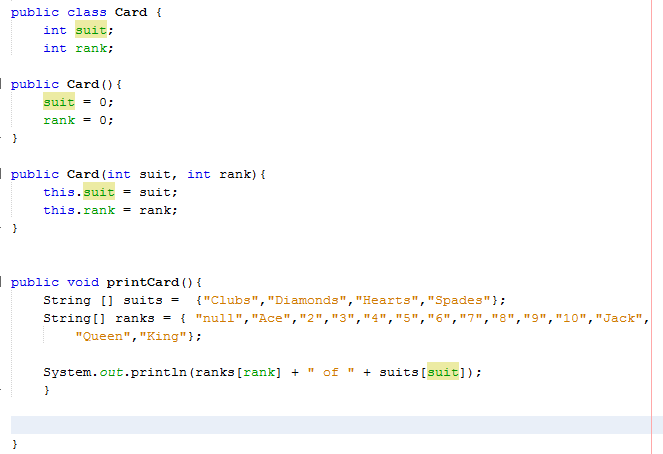 public class Card {
int suit;
int rank;
public Card(){
suit = 0;
rank = 0;
}
public Card(int suit, int rank){
this.suit = suit;
this.rank = rank;
}
public void printCard(){
String [] suits =  {"Clubs","Diamonds","Hearts","Spades"};
String[] ranks = { "null","Ace","2","3","4","5","6","7","8","9","10","Jack",
"Queen","King"};
System.out.println(ranks[rank] + " of " + suits[suit]);
}
}